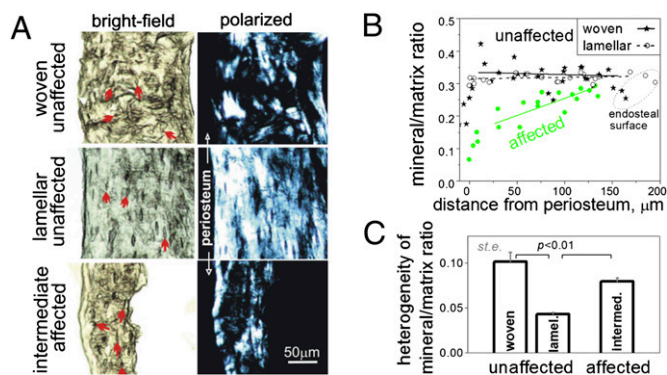 A
bright-field
polarized
woven
unaffected
lamellar
unaffected
intermediate
affected
periosteum
50μm
B
unaffected
woven
lamellar
mineral/matrix ratio
0.5
0.4
0.3
0.2
0.1
0.0
affected
endosteal
surface
0 50 100 150 200
distance from periosteum, μm
C
heterogeneity of
mineral/matrix ratio
st.e.
p<0.01
0.10
0.05
0.00
woven
lamel.
intermed.
unaffected affected